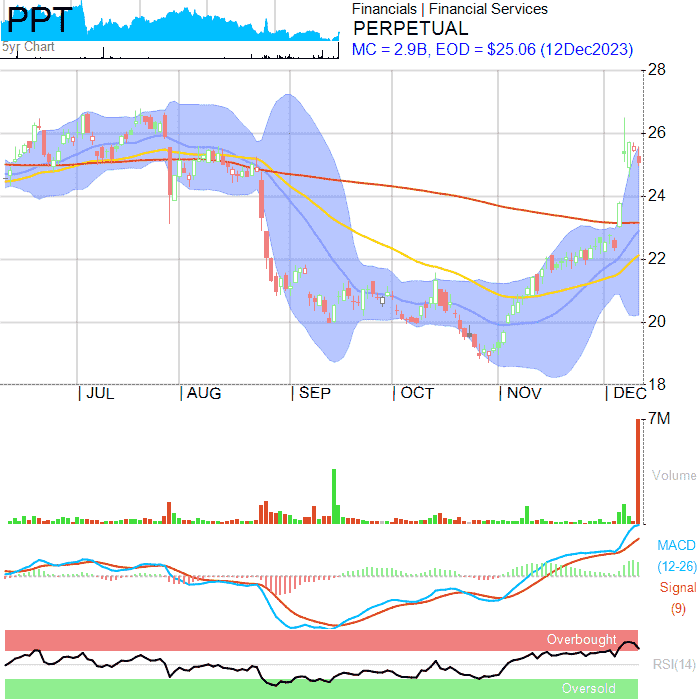 PPT
5yr Chart
Financials | Financial Services
PERPETUAL
MC = 2.9B, EOD = $25.06 (12Dec2023)
28
26
24
22
20
18
JUL
AUG
SEP
OCT
NOV
DEC
7M
Volume
MACD
(12-26)
Signal
(9)
Overbought
RSI(14)
Oversold